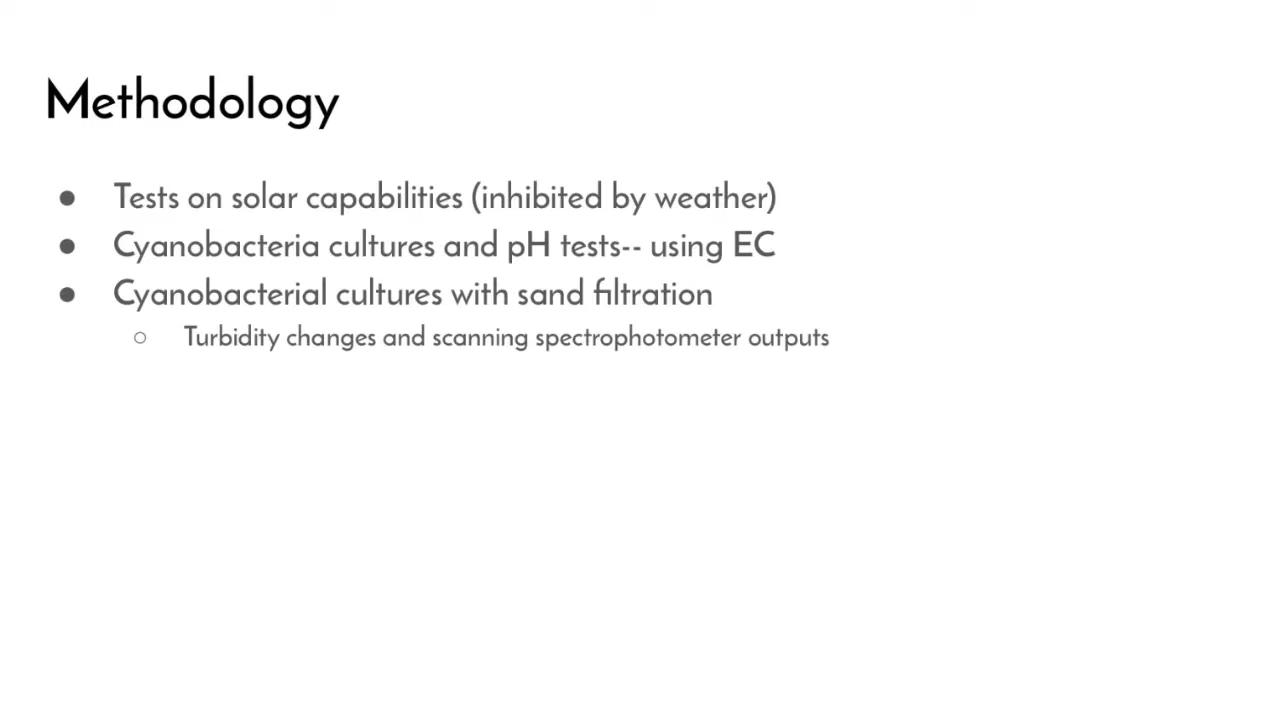 Methodology
● Tests on solar capabilities (inhibited by weather)
● Cyanobacteria cultures and pH tests-- using EC
● Cyanobacterial cultures with sand filtration
○ Turbidity changes and scanning spectrophotometer outputs